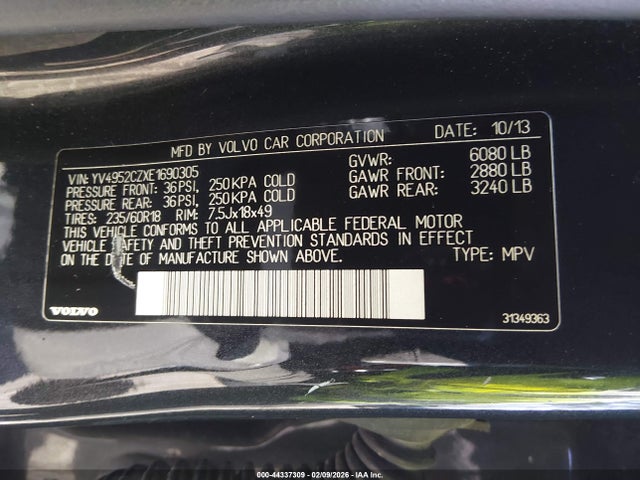 MFD BY VOLVO CAR CORPORATION DATE: 10/13
VIN: YV4952CZXE1690305 GVWR: 6080 LB
PRESSURE FRONT: 36PSI, 250KPA COLD GAWR FRONT: 2880 LB
PRESSURE REAR: 36PSI, 250KPA COLD GAWR REAR: 3240 LB
TIRES: 235/60R18 RIM: 7.5Jx18x49
THIS VEHICLE CONFORMS TO ALL APPLICABLE FEDERAL MOTOR
VEHICLE SAFETY AND THEFT PREVENTION STANDARDS IN EFFECT
ON THE DATE OF MANUFACTURE SHOWN ABOVE. TYPE: MPV
VOLVO 31349363
000-44337309 - 02/09/2026 - IAA Inc.